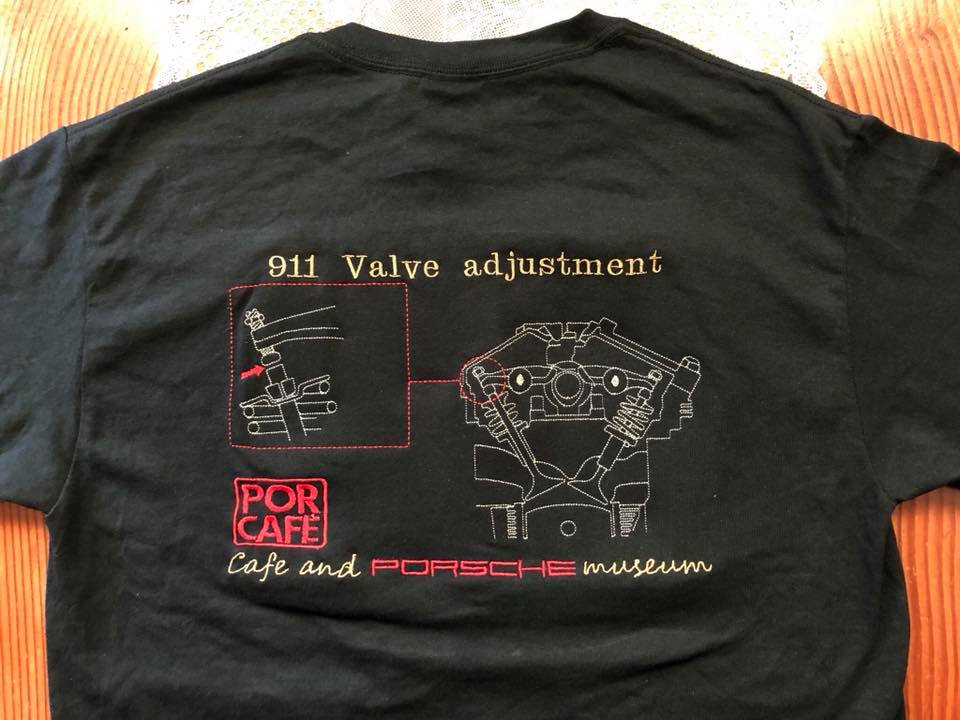 911 Valve adjustment
POR
CAFÉ
Cafe and PORSCHE museum